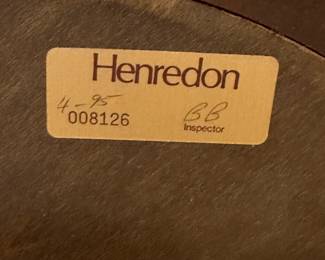 Henredon
4-95
008126
BB
Inspector